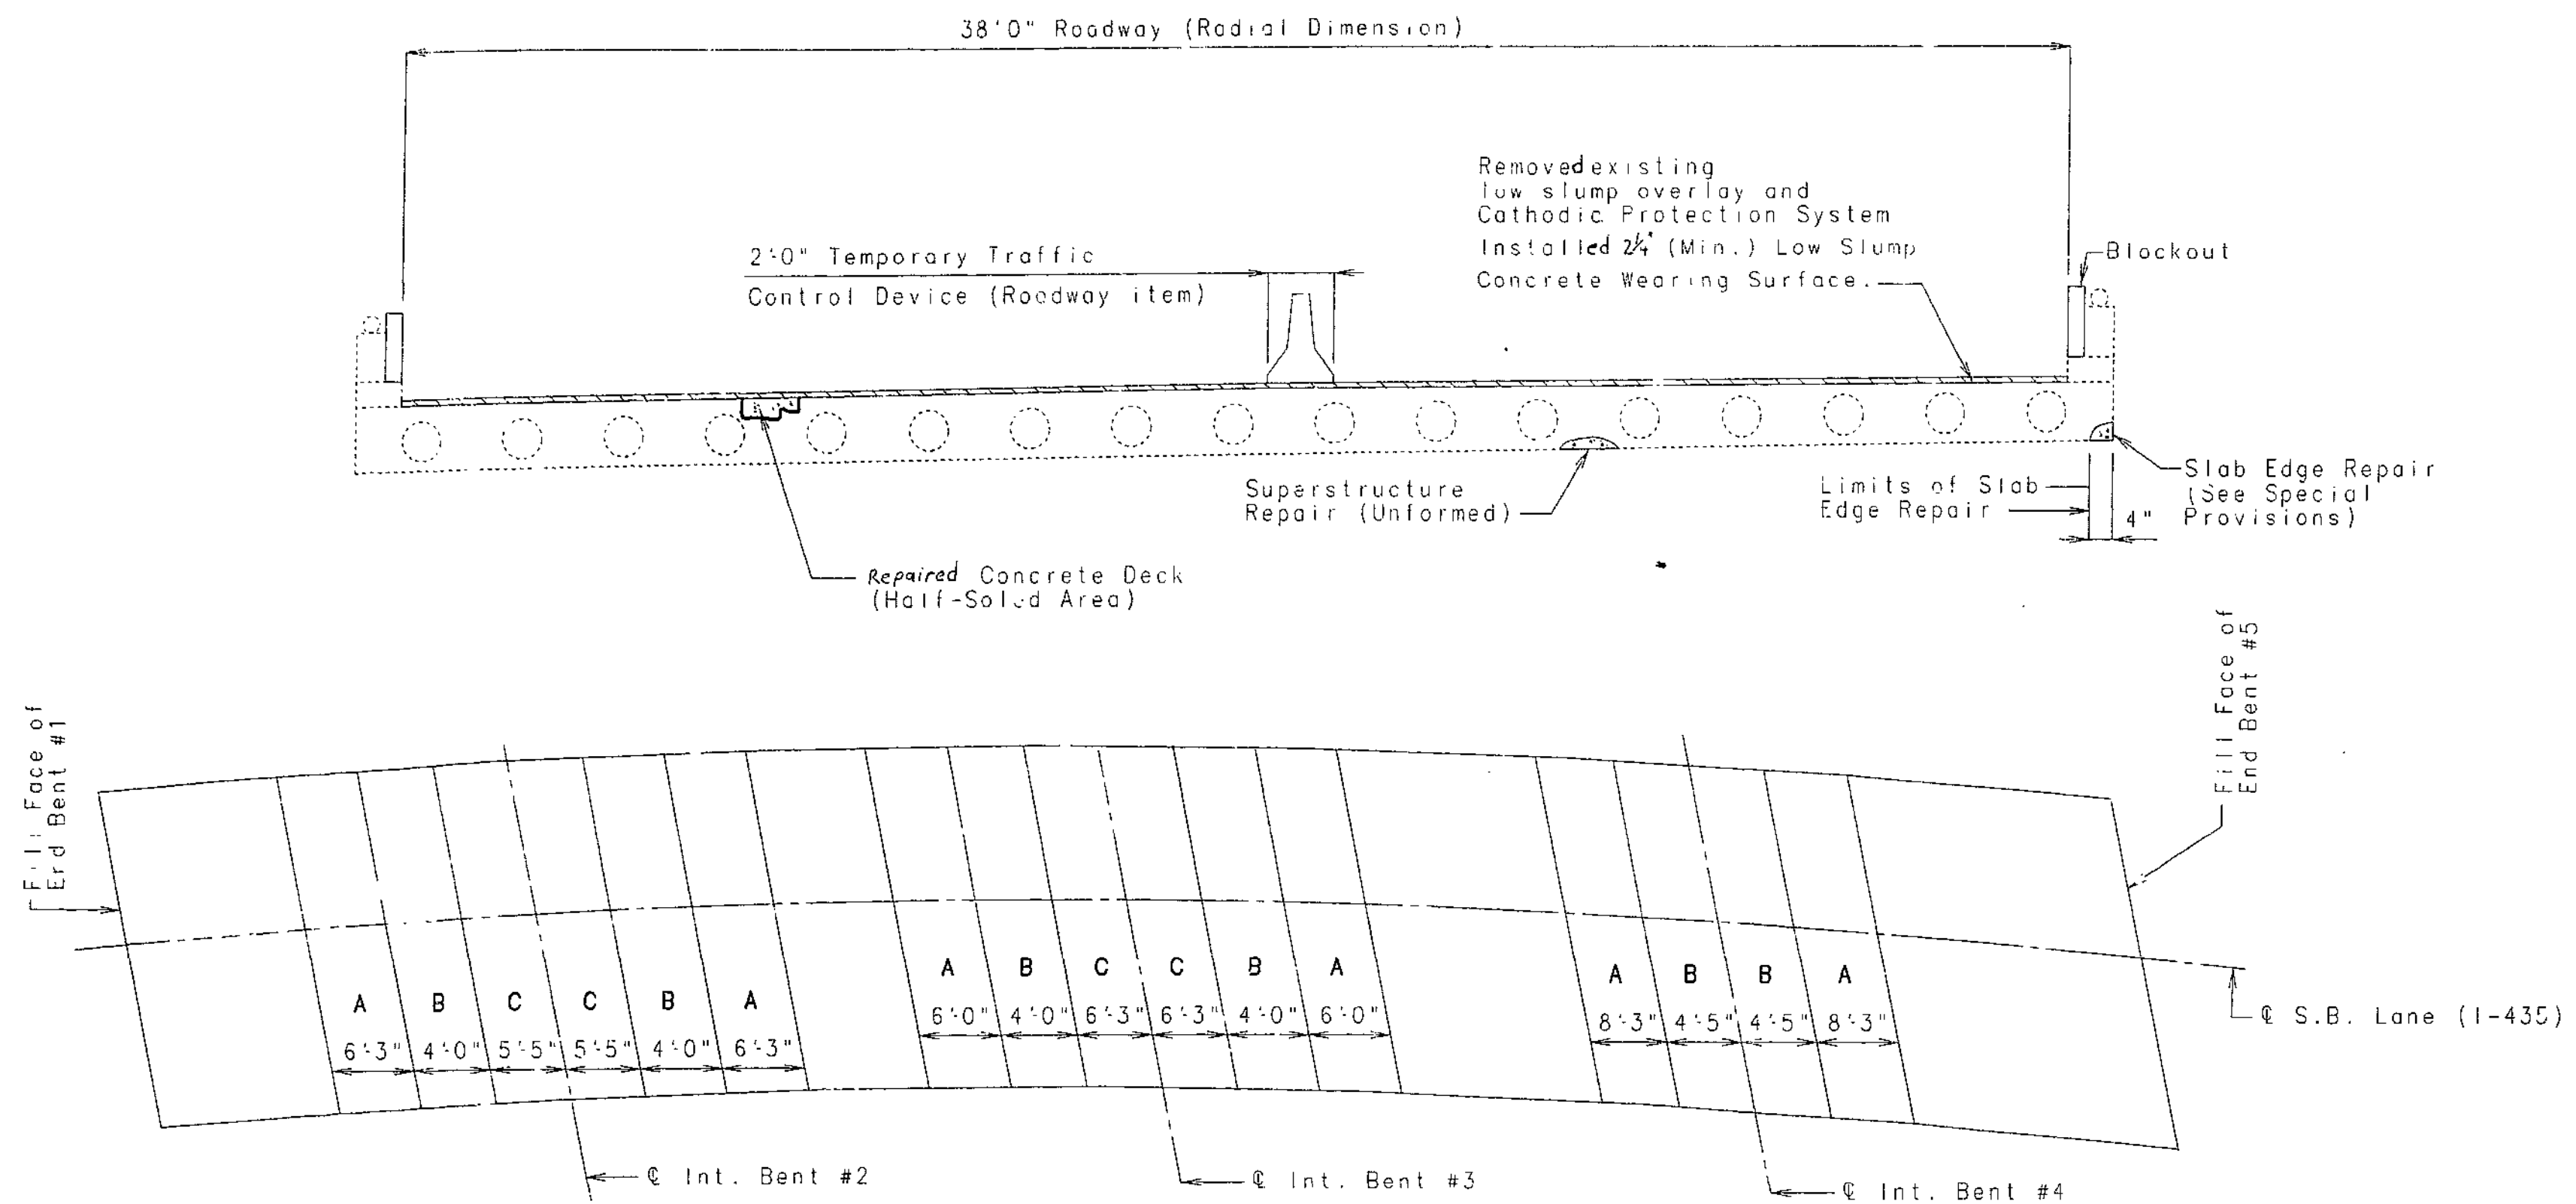 38'0" Roadway (Radial Dimension)
Removed existing
low slump overlay and
Cathodic Protection System
Installed 2¼" (Min.) Low Slump
Concrete Wearing Surface.
2'0" Temporary Traffic
Control Device (Roadway item)
Blockout
Superstructure
Repair (Unformed)
Limits of Slab
Edge Repair
4"
Slab Edge Repair
(See Special
Provisions)
Repaired Concrete Deck
(Half-Soled Area)
Fill Face of
End Bent #1
Fill Face of
End Bent #5
A B C C B A
6'3" 4'0" 5'5" 5'5" 4'0" 6'3"
A B C C B A
6'0" 4'0" 6'3" 6'3" 4'0" 6'0"
A B B A
8'3" 4'5" 4'5" 8'3"
℄ S.B. Lane (I-435)
℄ Int. Bent #2
℄ Int. Bent #3
℄ Int. Bent #4